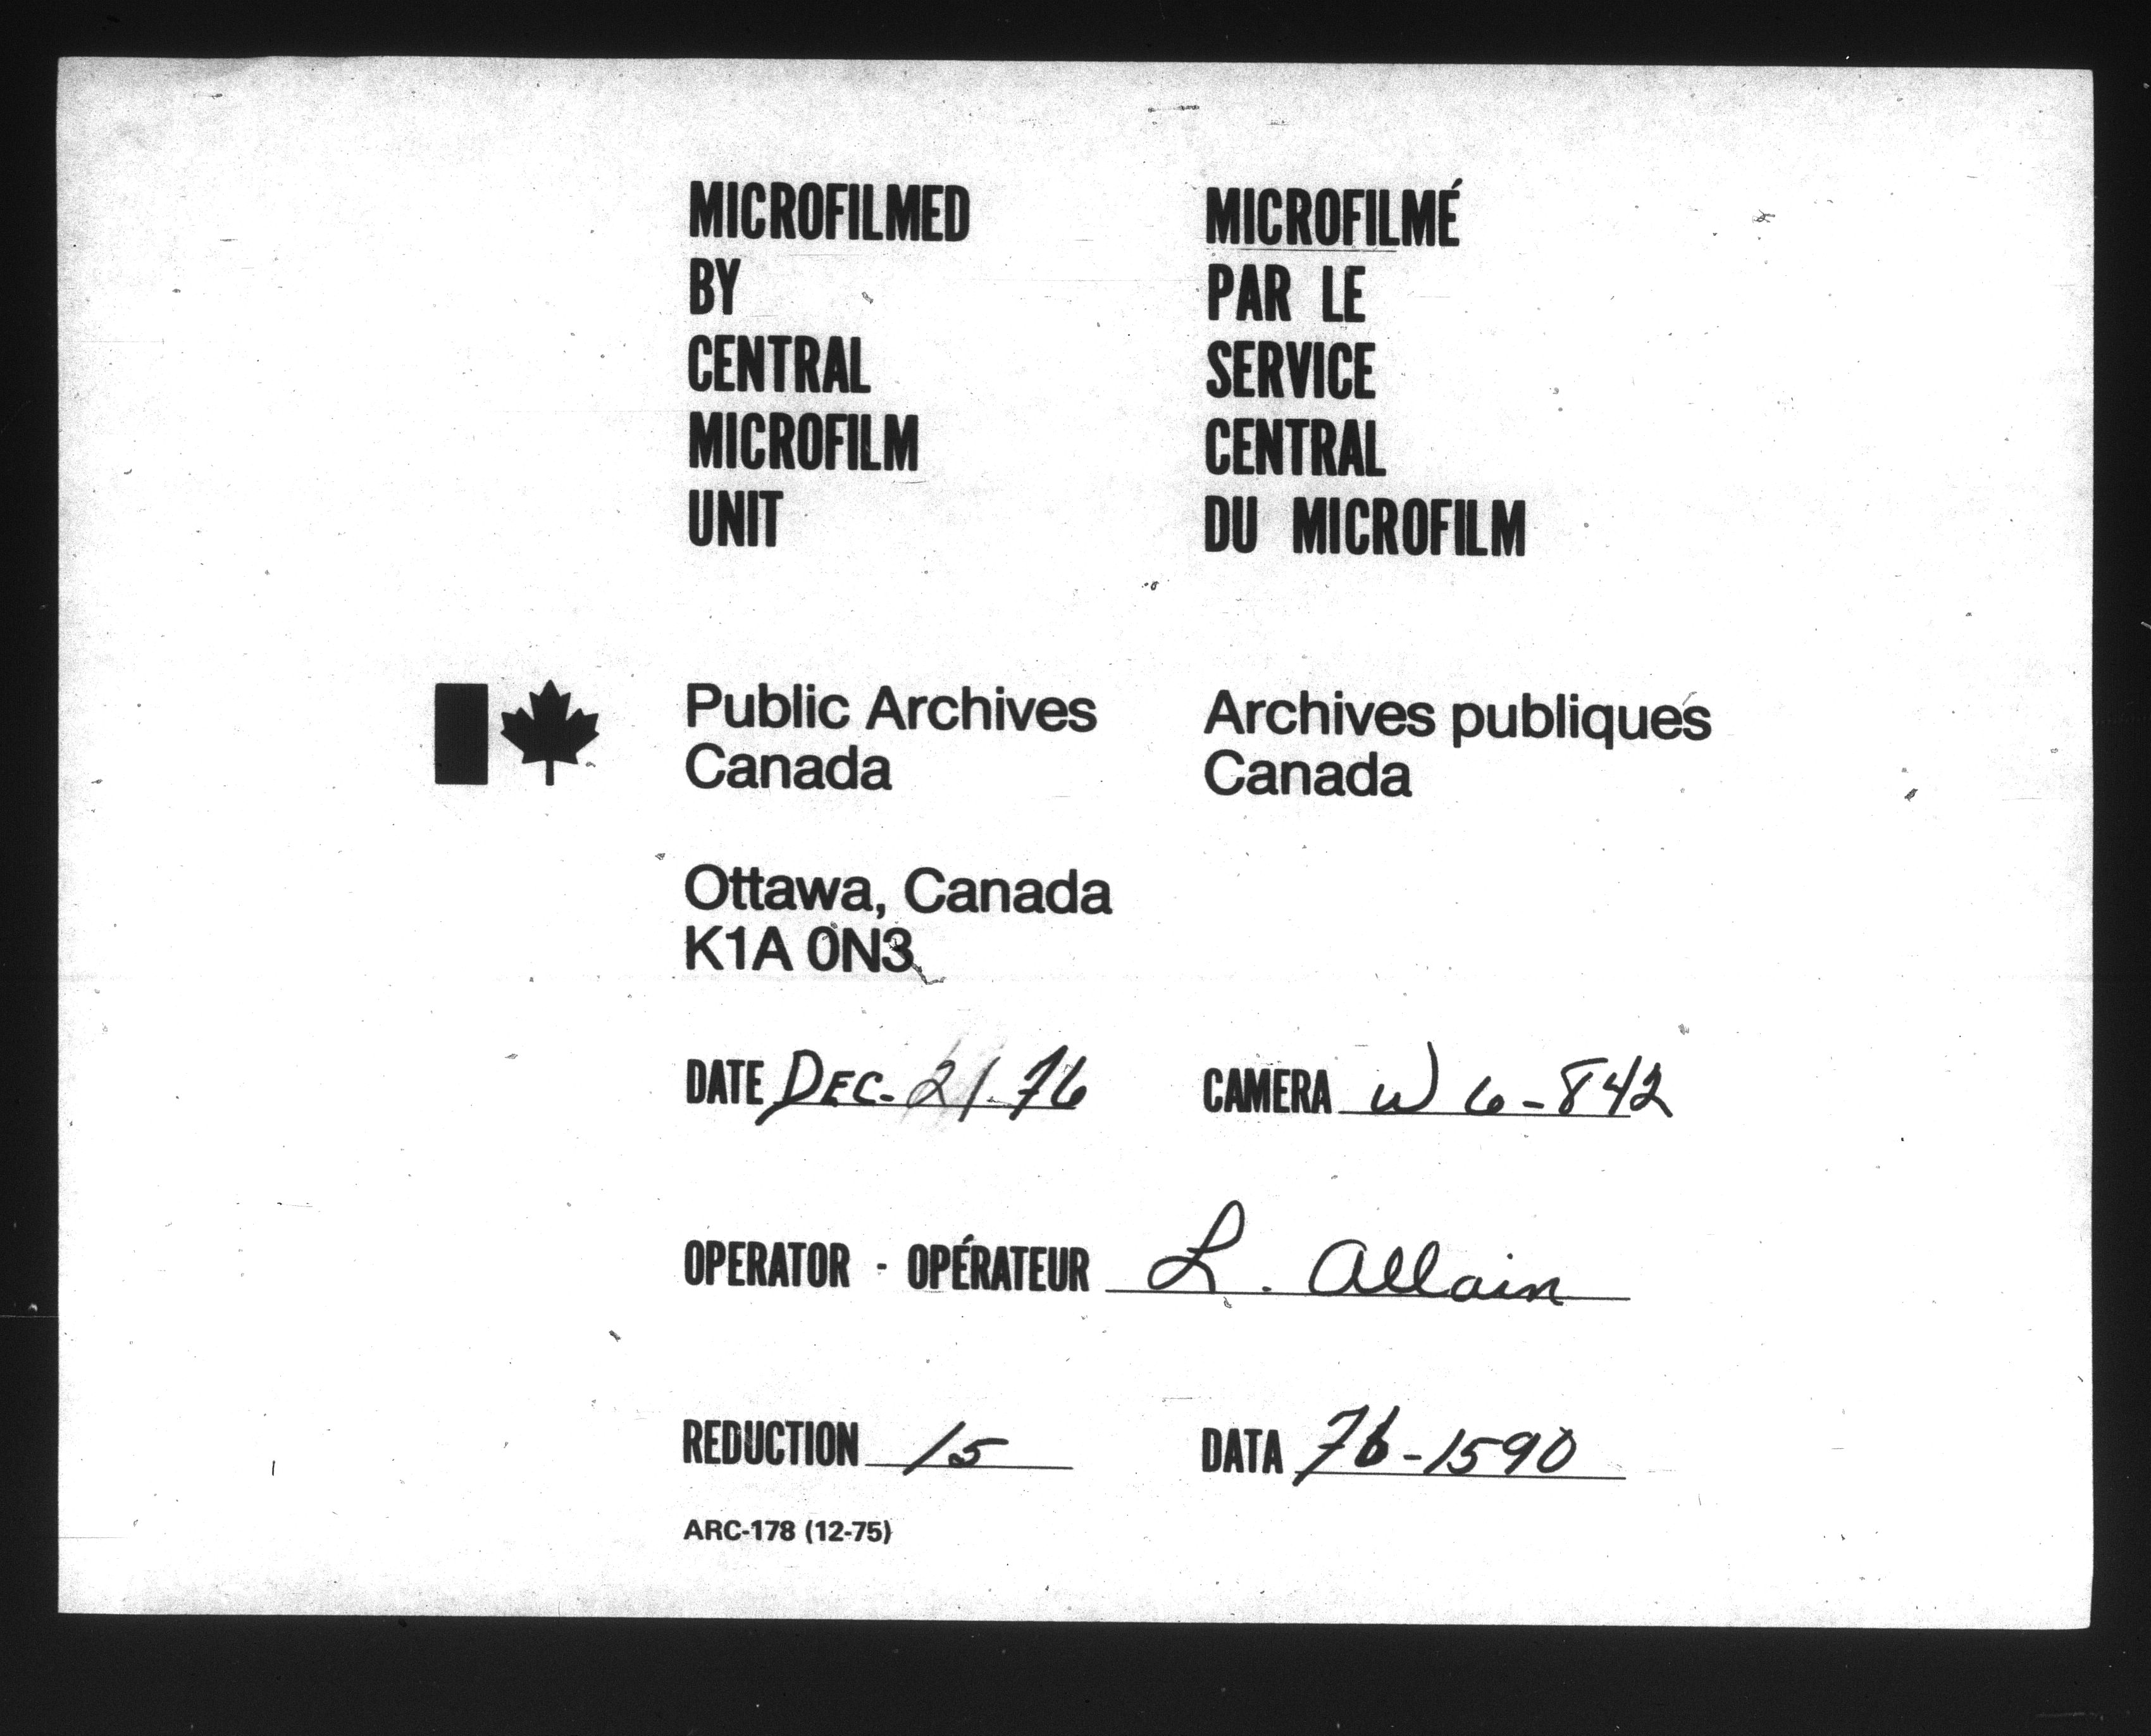 MICROFILMED
BY
CENTRAL
MICROFILM
UNIT
MICROFILMÉ
PAR LE
SERVICE
CENTRAL
DU MICROFILM
Public Archives
Canada
Archives publiques
Canada
Ottawa, Canada
K1A 0N3
DATE DEC. 21.76
CAMERA W 6-842
OPERATOR - OPÉRATEUR L. Allain
REDUCTION 15
DATA 76-1590
ARC-178 (12-75)